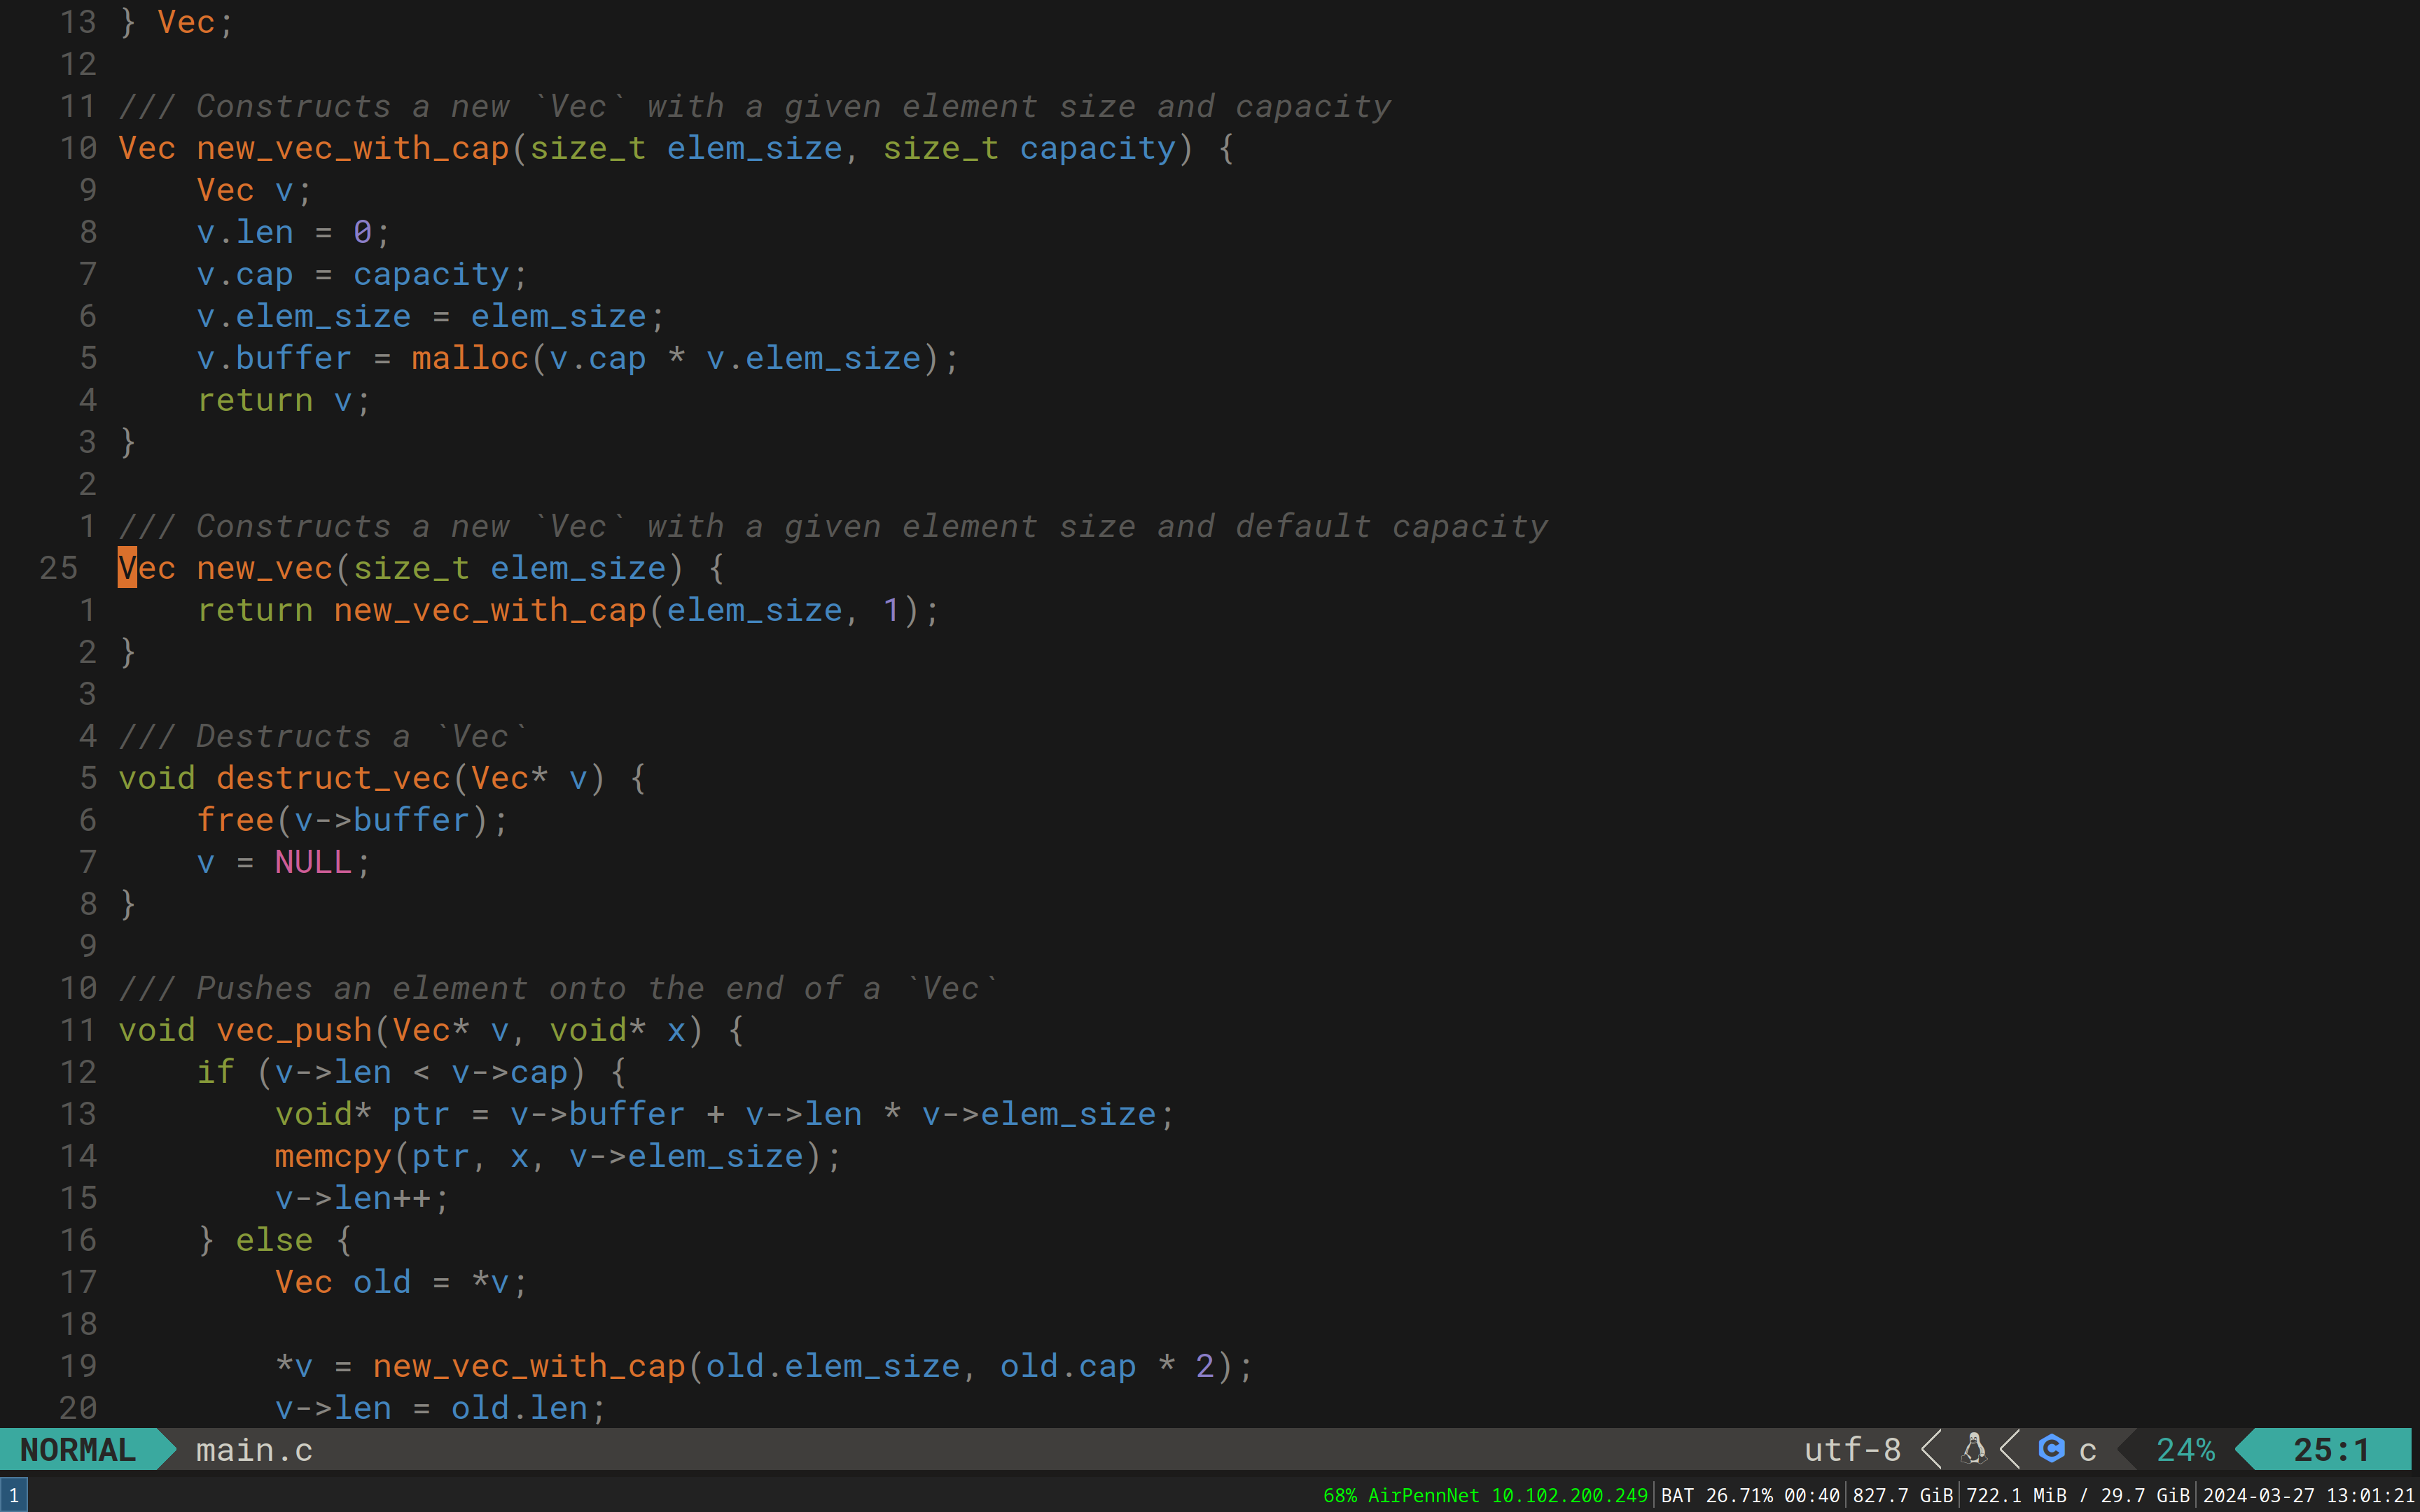 13 } Vec;
12
11 /// Constructs a new `Vec` with a given element size and capacity
10 Vec new_vec_with_cap(size_t elem_size, size_t capacity) {
9     Vec v;
8     v.len = 0;
7     v.cap = capacity;
6     v.elem_size = elem_size;
5     v.buffer = malloc(v.cap * v.elem_size);
4     return v;
3 }
2
1 /// Constructs a new `Vec` with a given element size and default capacity
25 Vec new_vec(size_t elem_size) {
1     return new_vec_with_cap(elem_size, 1);
2 }
3
4 /// Destructs a `Vec`
5 void destruct_vec(Vec* v) {
6     free(v->buffer);
7     v = NULL;
8 }
9
10 /// Pushes an element onto the end of a `Vec`
11 void vec_push(Vec* v, void* x) {
12     if (v->len < v->cap) {
13         void* ptr = v->buffer + v->len * v->elem_size;
14         memcpy(ptr, x, v->elem_size);
15         v->len++;
16     } else {
17         Vec old = *v;
18
19         *v = new_vec_with_cap(old.elem_size, old.cap * 2);
20         v->len = old.len;
NORMAL main.c utf-8 c 24% 25:1
1 68% AirPennNet 10.102.200.249 BAT 26.71% 00:40 827.7 GiB 722.1 MiB / 29.7 GiB 2024-03-27 13:01:21